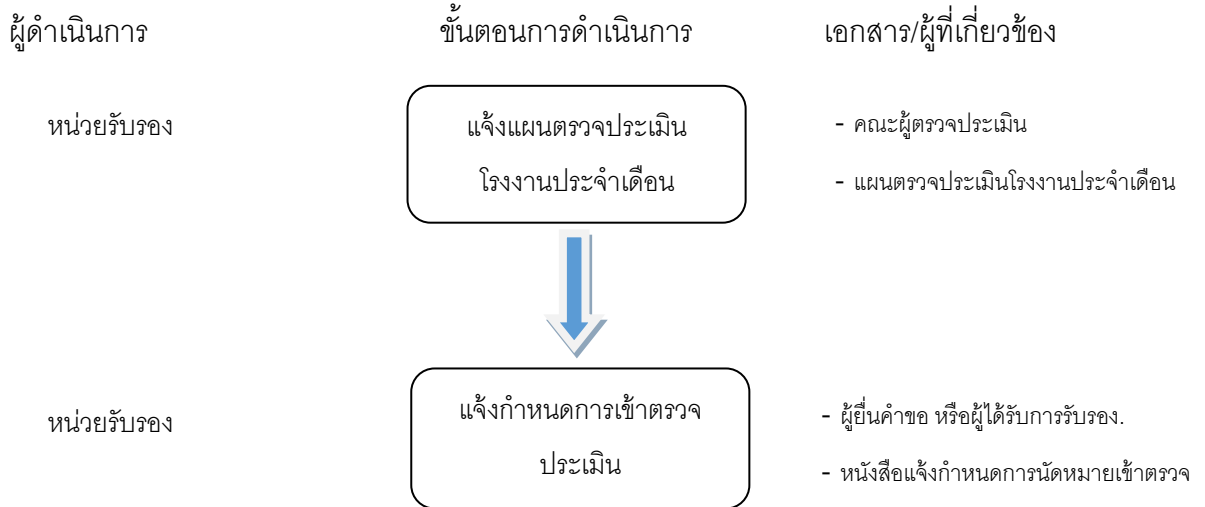 ผู้ดำเนินการ ขั้นตอนการดำเนินการ เอกสาร/ผู้ที่เกี่ยวข้อง
หน่วยรับรอง
แจ้งแผนตรวจประเมิน
โรงงานประจำเดือน
- คณะผู้ตรวจประเมิน
- แผนตรวจประเมินโรงงานประจำเดือน
หน่วยรับรอง
แจ้งกำหนดการเข้าตรวจ
ประเมิน
- ผู้ยื่นคำขอ หรือผู้ได้รับการรับรอง.
- หนังสือแจ้งกำหนดการนัดหมายเข้าตรวจ